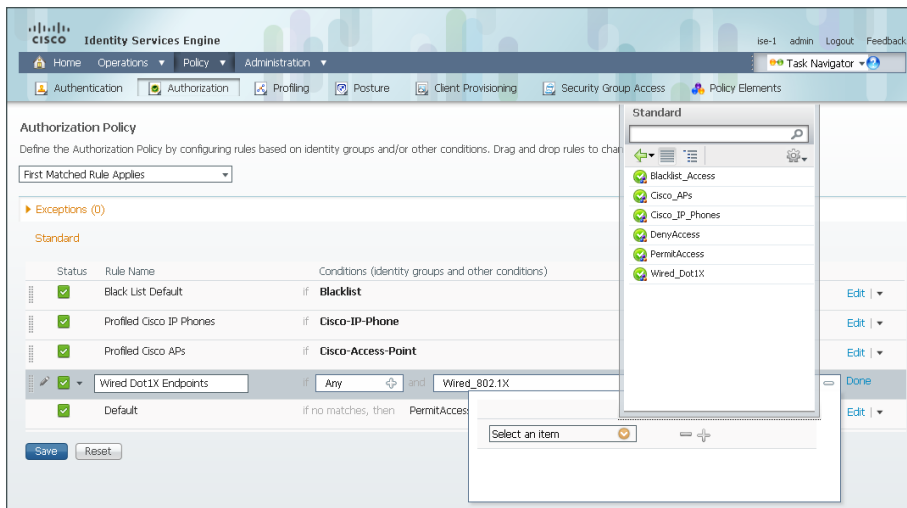 CISCO Identity Services Engine
ise-1 admin Logout Feedback
Home Operations Policy Administration
Task Navigator
Authentication Authorization Profiling Posture Client Provisioning Security Group Access Policy Elements
Authorization Policy
Define the Authorization Policy by configuring rules based on identity groups and/or other conditions. Drag and drop rules to
First Matched Rule Applies
Exceptions (0)
Standard
Status Rule Name Conditions (identity groups and other conditions)
Black List Default if Blacklist Edit
Profiled Cisco IP Phones if Cisco-IP-Phone Edit
Profiled Cisco APs if Cisco-Access-Point Edit
Wired Dot1X Endpoints if Any and Wired_802.1X Done
Default if no matches, then PermitAcces Edit
Save Reset
Standard
Blacklist_Access
Cisco_APs
Cisco_IP_Phones
DenyAccess
PermitAccess
Wired_Dot1X
Select an item